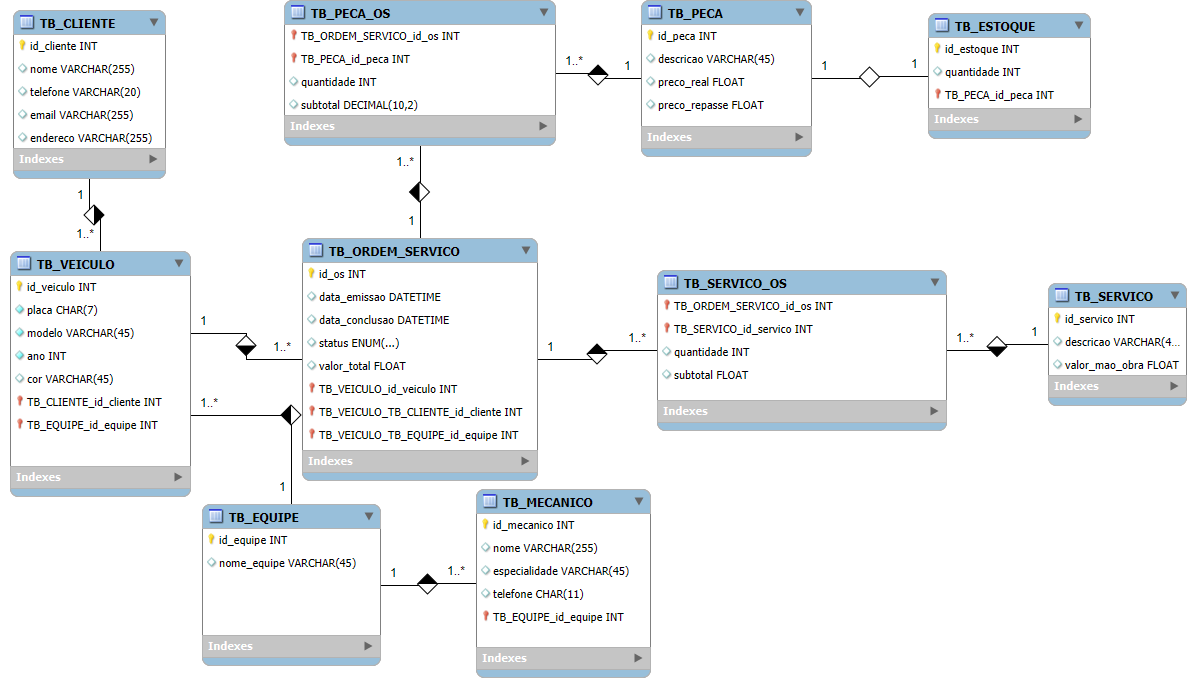 TB_CLIENTE
id_cliente INT
nome VARCHAR(255)
telefone VARCHAR(20)
email VARCHAR(255)
endereco VARCHAR(255)
Indexes
TB_PECA_OS
TB_ORDEM_SERVICO_id_os INT
TB_PECA_id_peca INT
quantidade INT
subtotal DECIMAL(10,2)
Indexes
1..*
1
TB_PECA
id_peca INT
descricao VARCHAR(45)
preco_real FLOAT
preco_repasse FLOAT
Indexes
1
1
TB_ESTOQUE
id_estoque INT
quantidade INT
TB_PECA_id_peca INT
Indexes
1
1..*
1..*
1
TB_VEICULO
id_veiculo INT
placa CHAR(7)
modelo VARCHAR(45)
ano INT
cor VARCHAR(45)
TB_CLIENTE_id_cliente INT
TB_EQUIPE_id_equipe INT
Indexes
1
1..*
1..*
1
TB_ORDEM_SERVICO
id_os INT
data_emissao DATETIME
data_conclusao DATETIME
status ENUM(...)
valor_total FLOAT
TB_VEICULO_id_veiculo INT
TB_VEICULO_TB_CLIENTE_id_cliente INT
TB_VEICULO_TB_EQUIPE_id_equipe INT
Indexes
1
1..*
TB_SERVICO_OS
TB_ORDEM_SERVICO_id_os INT
TB_SERVICO_id_servico INT
quantidade INT
subtotal FLOAT
Indexes
1..*
1
TB_SERVICO
id_servico INT
descricao VARCHAR(4...
valor_mao_obra FLOAT
Indexes
TB_EQUIPE
id_equipe INT
nome_equipe VARCHAR(45)
Indexes
1
1..*
TB_MECANICO
id_mecanico INT
nome VARCHAR(255)
especialidade VARCHAR(45)
telefone CHAR(11)
TB_EQUIPE_id_equipe INT
Indexes